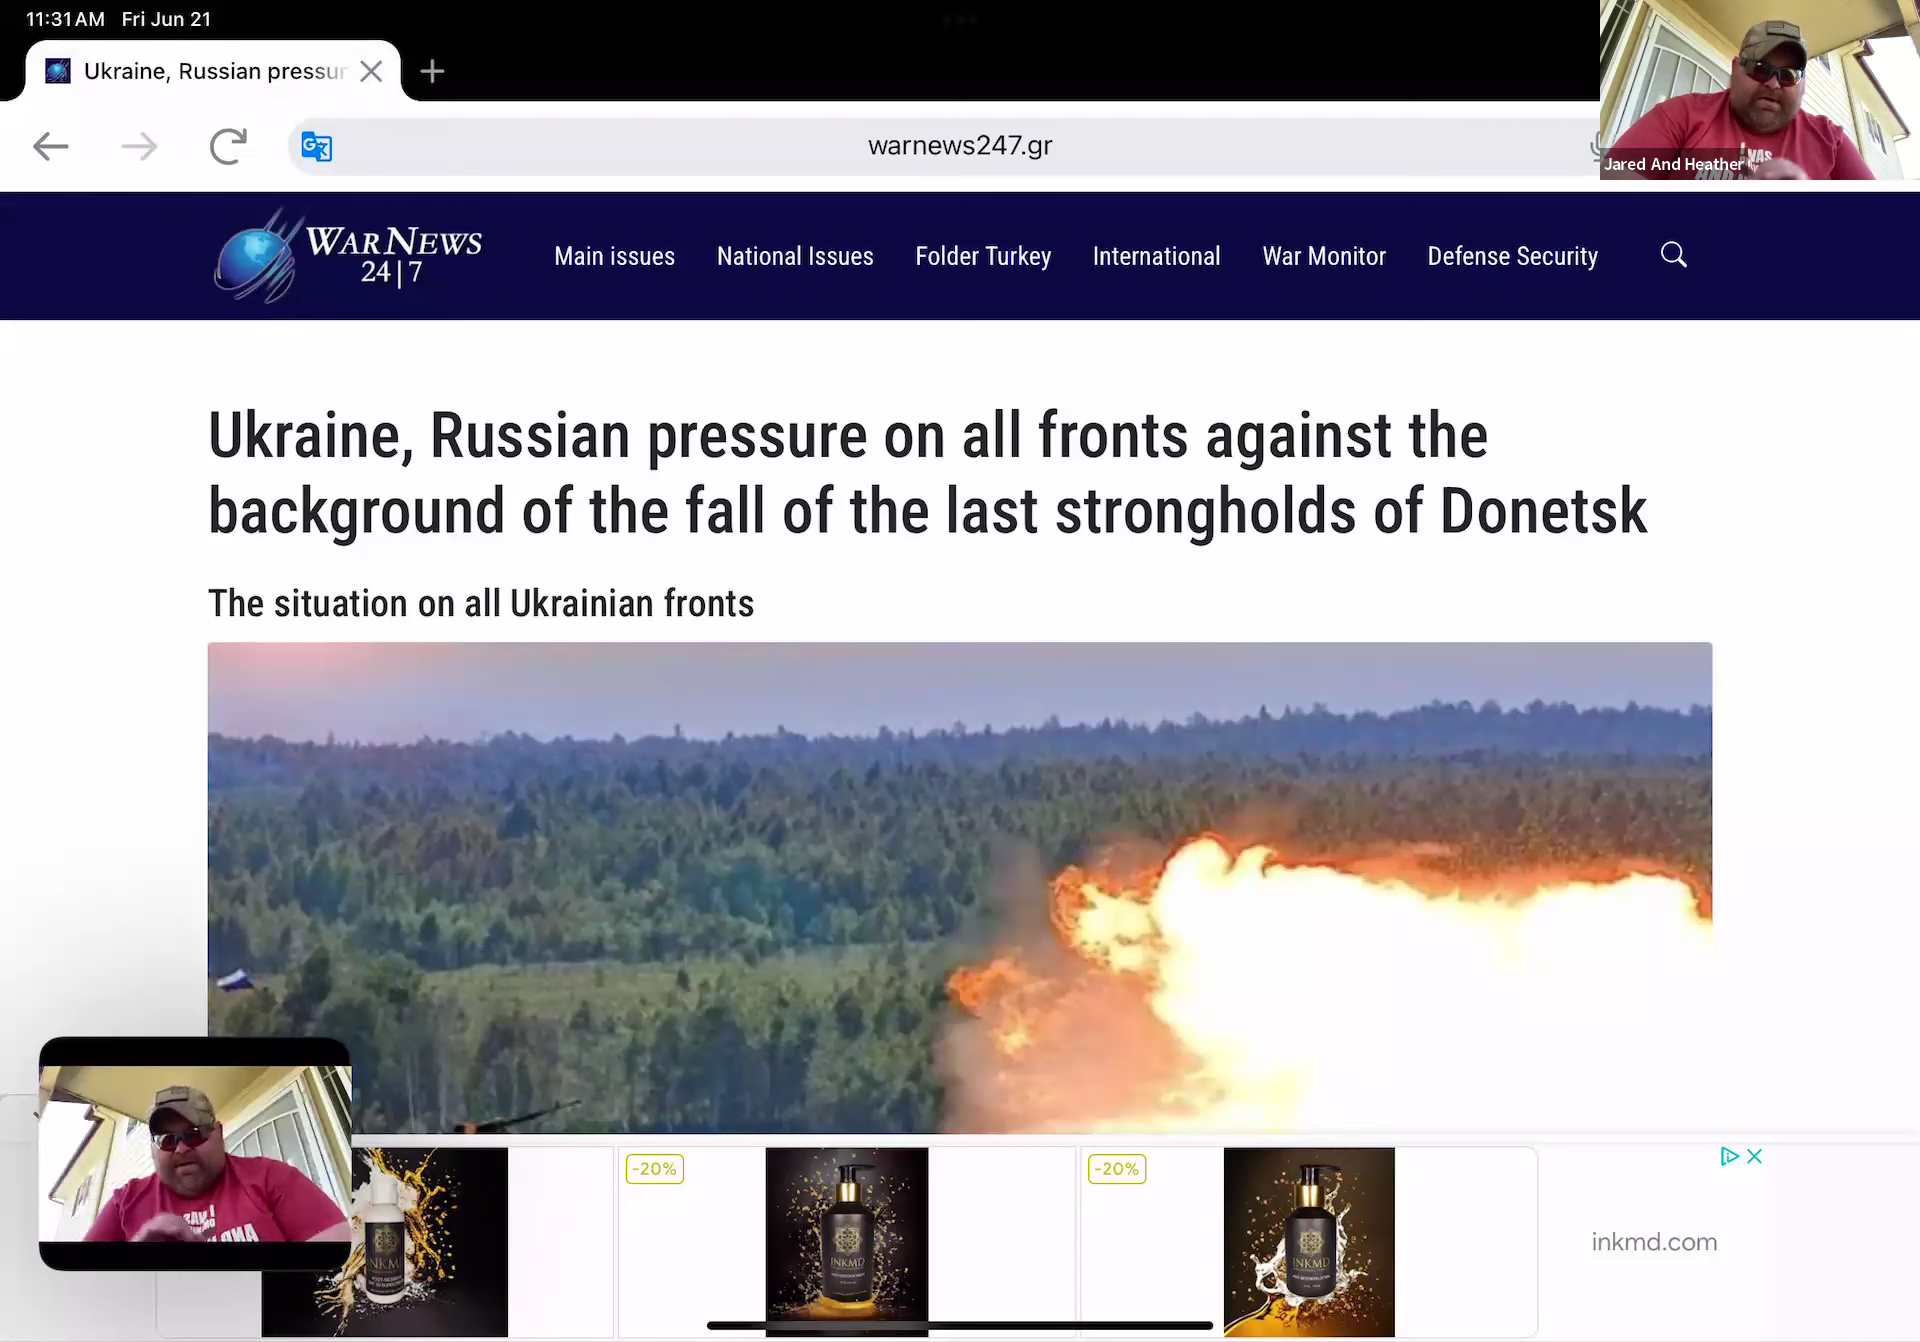 11:31 AM Fri Jun 21
Ukraine, Russian pressur
warnews247.gr
Jared And Heather
WAR NEWS
24|7
Main issues National Issues Folder Turkey International War Monitor Defense Security
Ukraine, Russian pressure on all fronts against the
background of the fall of the last strongholds of Donetsk
The situation on all Ukrainian fronts
-20%
-20%
INKMD
INKMD
INKMD
inkmd.com